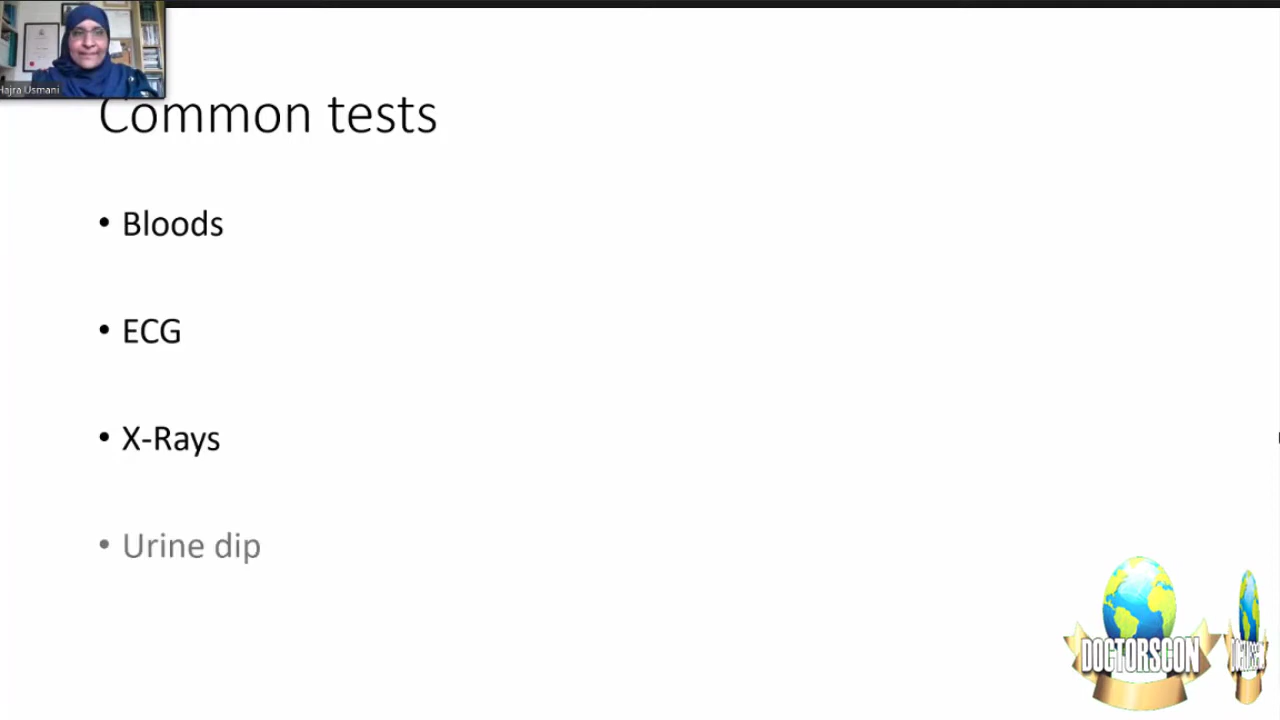 Hajra Usmani
Common tests
• Bloods
• ECG
• X-Rays
• Urine dip
DOCTORSCON